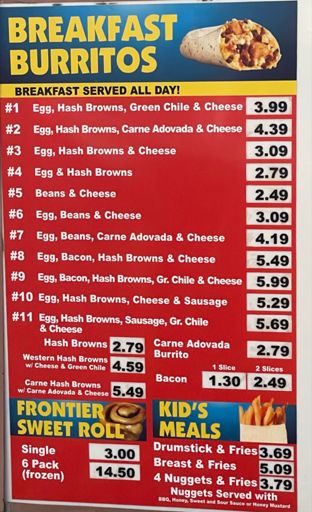 BREAKFAST
BURRITOS
BREAKFAST SERVED ALL DAY!
#1 Egg, Hash Browns, Green Chile & Cheese 3.99
#2 Egg, Hash Browns, Carne Adovada & Cheese 4.39
#3 Egg, Hash Browns & Cheese 3.09
#4 Egg & Hash Browns 2.79
#5 Beans & Cheese 2.49
#6 Egg, Beans & Cheese 3.09
#7 Egg, Beans, Carne Adovada & Cheese 4.19
#8 Egg, Bacon, Hash Browns & Cheese 5.49
#9 Egg, Bacon, Hash Browns, Gr. Chile & Cheese 5.99
#10 Egg, Hash Browns, Cheese & Sausage 5.29
#11 Egg, Hash Browns, Sausage, Gr. Chile
& Cheese 5.69
Hash Browns 2.79
Western Hash Browns
w/ Cheese & Green Chile 4.59
Carne Hash Browns
w/ Carne Adovada & Cheese 5.49
Carne Adovada
Burrito 2.79
1 Slice 2 Slices
Bacon 1.30 2.49
FRONTIER
SWEET ROLL
Single 3.00
6 Pack
(frozen) 14.50
KID'S
MEALS
Drumstick & Fries 3.69
Breast & Fries 5.09
4 Nuggets & Fries 3.79
Nuggets Served with
BBQ, Honey, Sweet and Sour Sauce or Honey Mustard